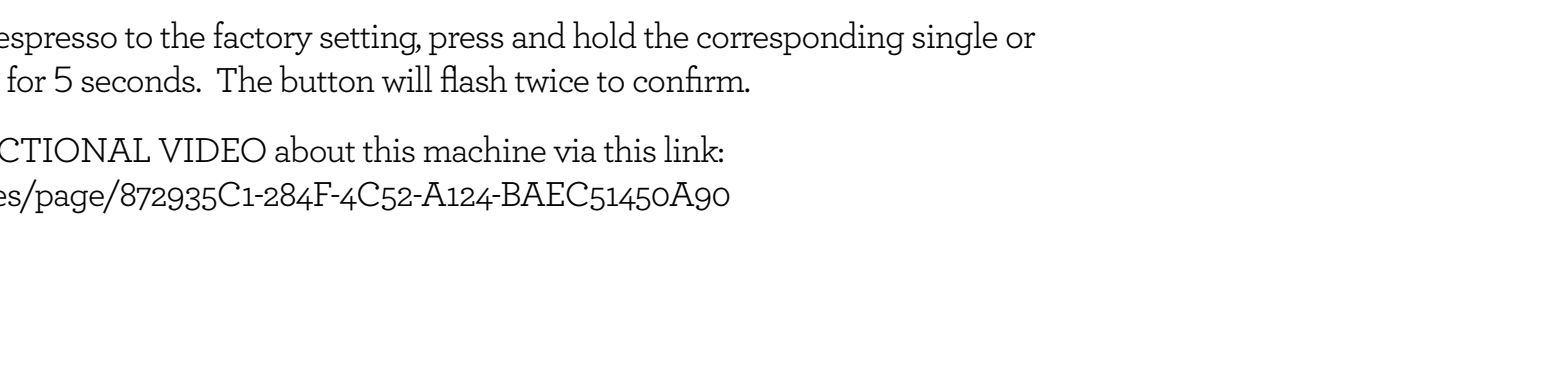 espresso to the factory setting, press and hold the corresponding single or
for 5 seconds.  The button will flash twice to confirm.
CTIONAL VIDEO about this machine via this link:
es/page/872935C1-284F-4C52-A124-BAEC51450A90